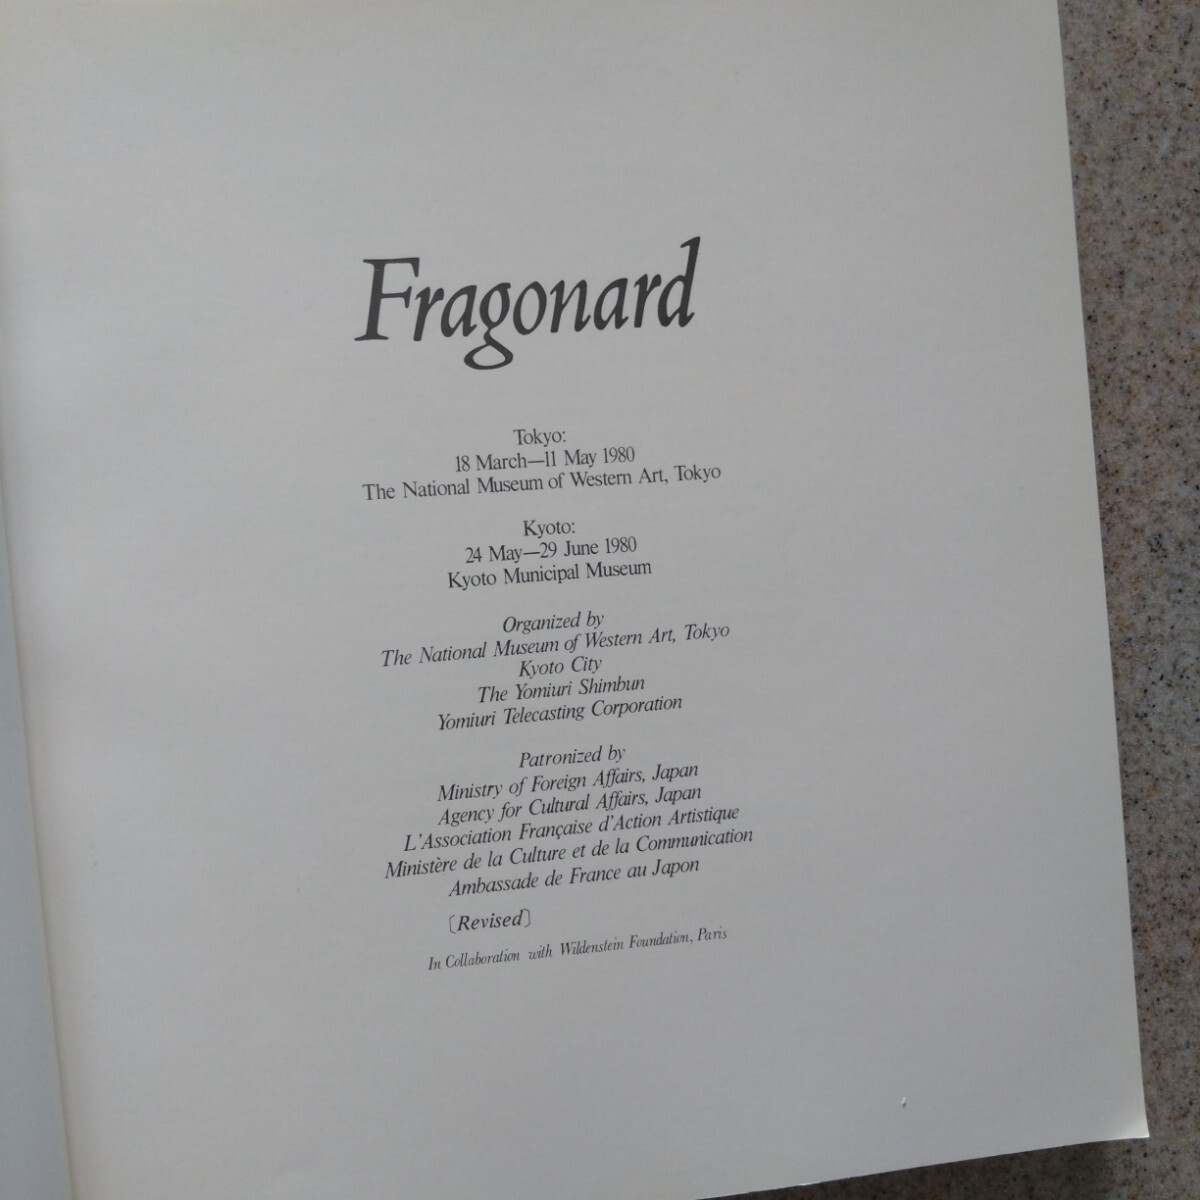 Fragonard
Tokyo:
18 March—11 May 1980
The National Museum of Western Art, Tokyo
Kyoto:
24 May—29 June 1980
Kyoto Municipal Museum
Organized by
The National Museum of Western Art, Tokyo
Kyoto City
The Yomiuri Shimbun
Yomiuri Telecasting Corporation
Patronized by
Ministry of Foreign Affairs, Japan
Agency for Cultural Affairs, Japan
L'Association Française d'Action Artistique
Ministère de la Culture et de la Communication
Ambassade de France au Japon
〔Revised〕
In Collaboration with Wildenstein Foundation, Paris